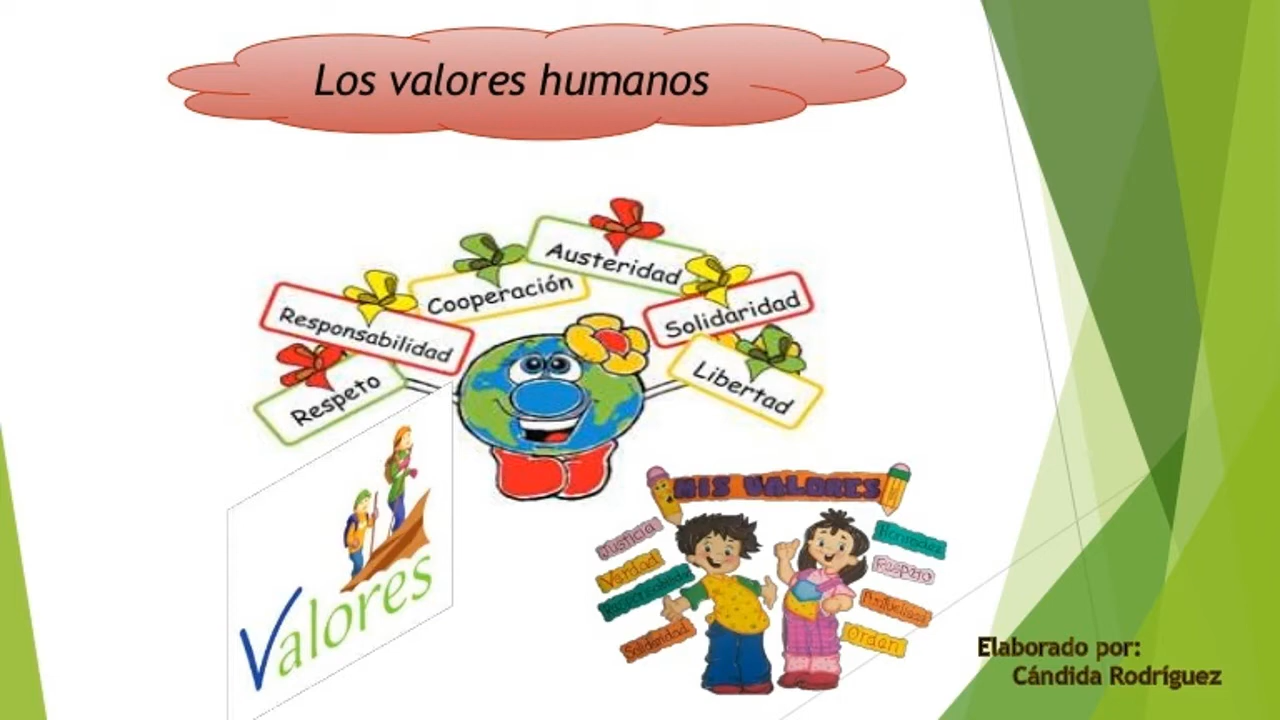 Los valores humanos
Austeridad
Cooperación
Solidaridad
Responsabilidad
Libertad
Respeto
Valores
MIS VALORES
Justicia
Verdad
Solidaridad
Honradez
Respeto
Orden
Elaborado por:
Cándida Rodríguez